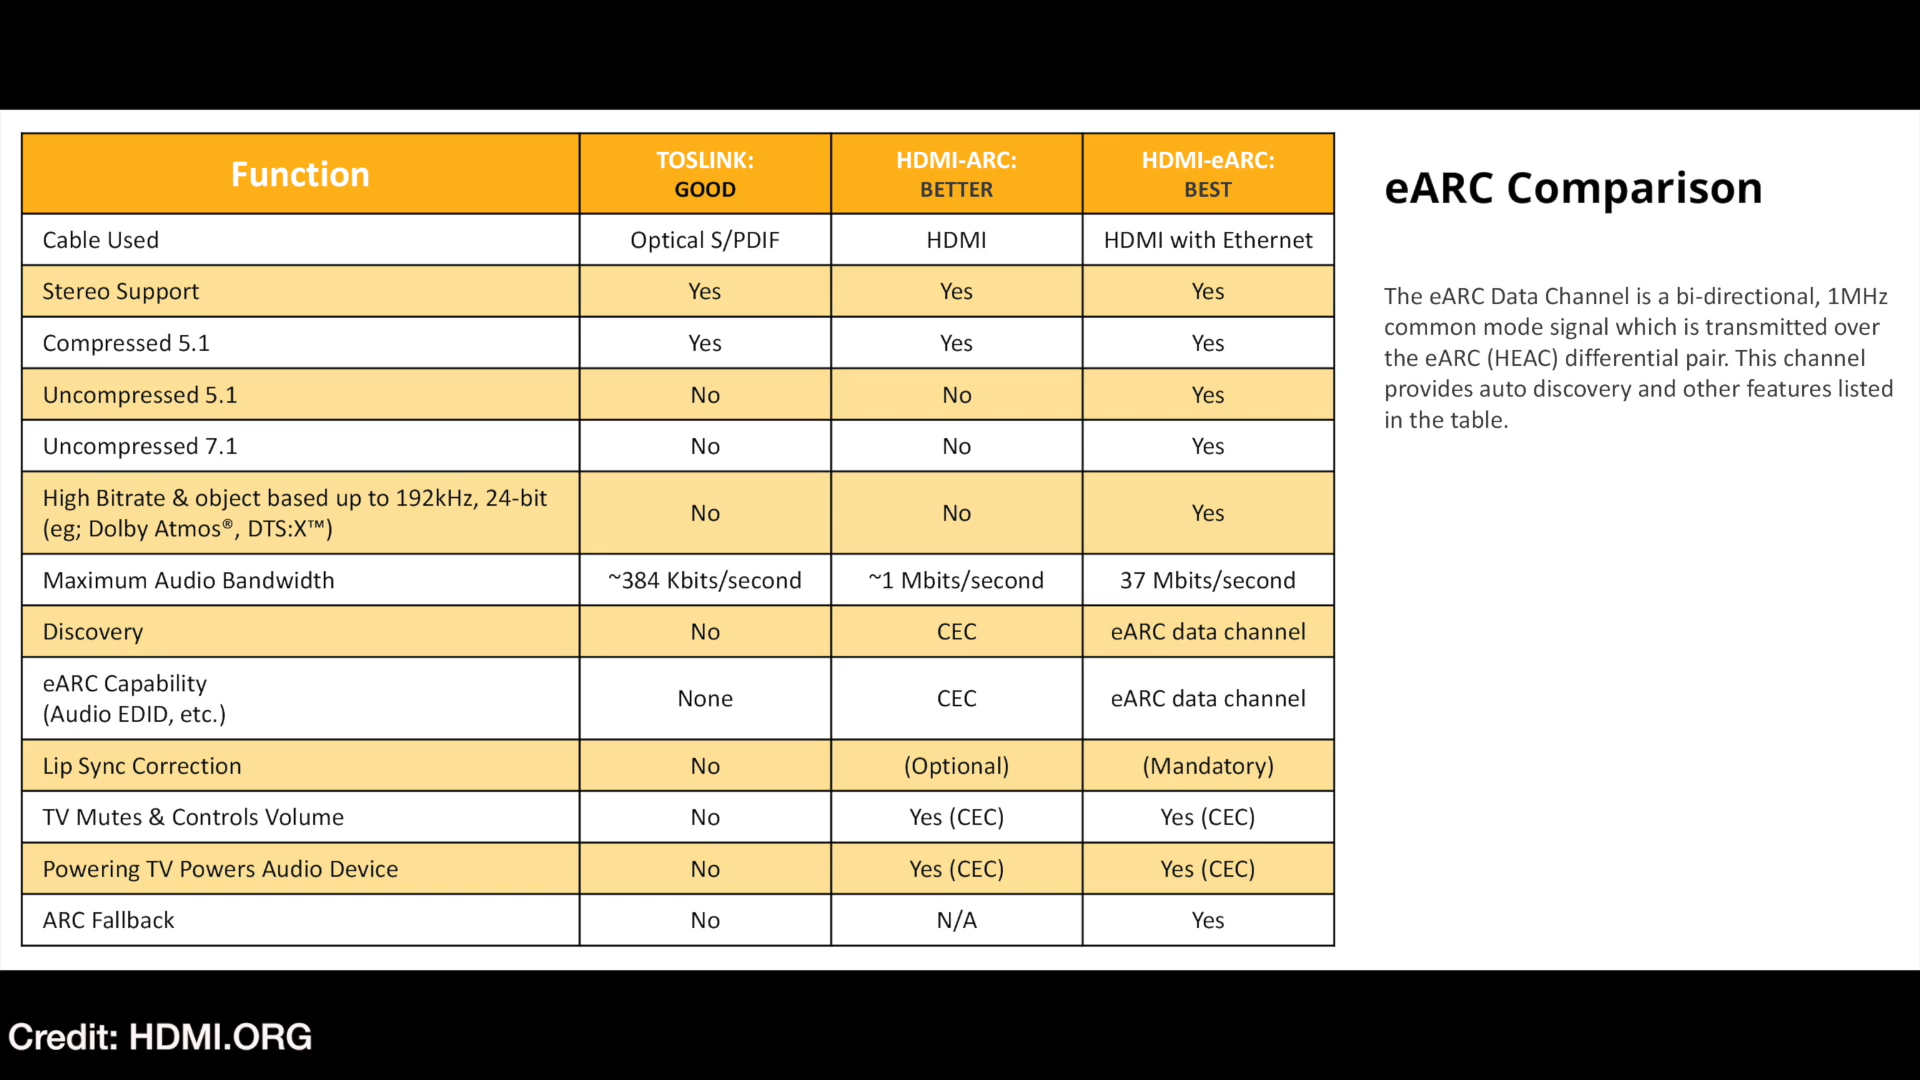 Function TOSLINK: GOOD HDMI-ARC: BETTER HDMI-eARC: BEST
Cable Used Optical S/PDIF HDMI HDMI with Ethernet
Stereo Support Yes Yes Yes
Compressed 5.1 Yes Yes Yes
Uncompressed 5.1 No No Yes
Uncompressed 7.1 No No Yes
High Bitrate & object based up to 192kHz, 24-bit
(eg; Dolby Atmos®, DTS:X™) No No Yes
Maximum Audio Bandwidth ~384 Kbits/second ~1 Mbits/second 37 Mbits/second
Discovery No CEC eARC data channel
eARC Capability
(Audio EDID, etc.) None CEC eARC data channel
Lip Sync Correction No (Optional) (Mandatory)
TV Mutes & Controls Volume No Yes (CEC) Yes (CEC)
Powering TV Powers Audio Device No Yes (CEC) Yes (CEC)
ARC Fallback No N/A Yes
eARC Comparison
The eARC Data Channel is a bi-directional, 1MHz
common mode signal which is transmitted over
the eARC (HEAC) differential pair. This channel
provides auto discovery and other features listed
in the table.
Credit: HDMI.ORG